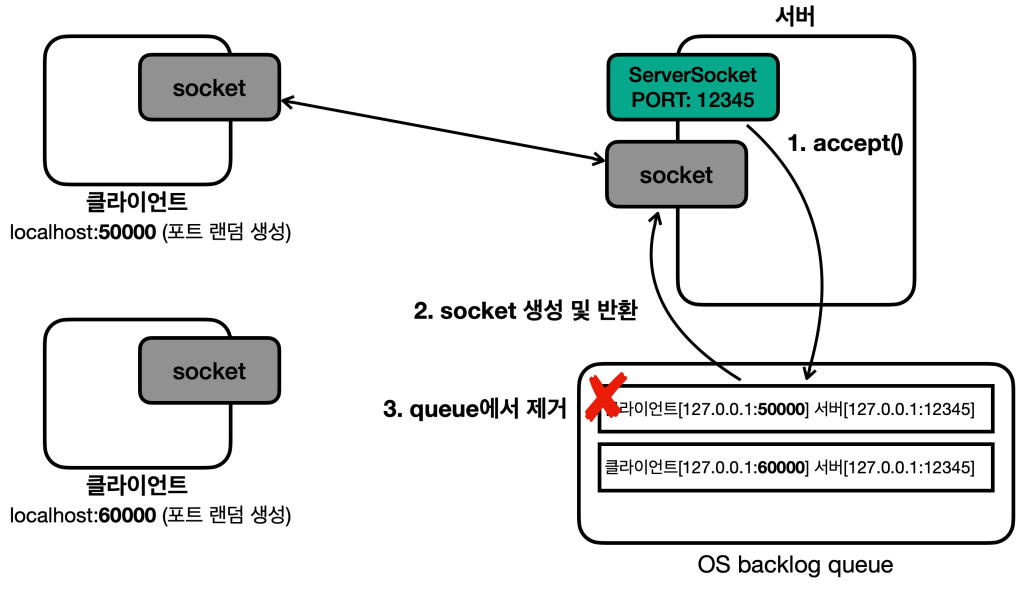 서버
socket
클라이언트
localhost:50000 (포트 랜덤 생성)
ServerSocket
PORT: 12345
1. accept()
socket
2. socket 생성 및 반환
socket
클라이언트
localhost:60000 (포트 랜덤 생성)
3. queue에서 제거
라이언트[127.0.0.1:50000] 서버[127.0.0.1:12345]
클라이언트[127.0.0.1:60000] 서버[127.0.0.1:12345]
OS backlog queue